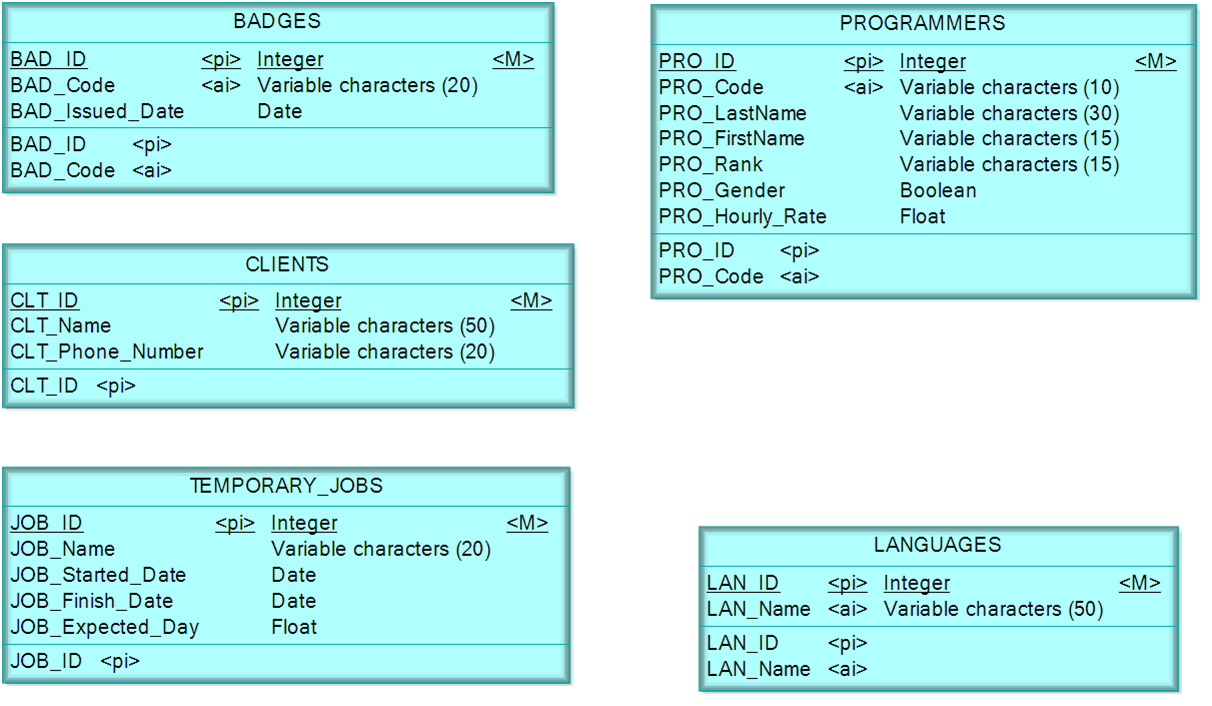 BADGES
BAD_ID <pi> Integer <M>
BAD_Code <ai> Variable characters (20)
BAD_Issued_Date Date
BAD_ID <pi>
BAD_Code <ai>
CLIENTS
CLT_ID <pi> Integer <M>
CLT_Name Variable characters (50)
CLT_Phone_Number Variable characters (20)
CLT_ID <pi>
TEMPORARY_JOBS
JOB_ID <pi> Integer <M>
JOB_Name Variable characters (20)
JOB_Started_Date Date
JOB_Finish_Date Date
JOB_Expected_Day Float
JOB_ID <pi>
PROGRAMMERS
PRO_ID <pi> Integer <M>
PRO_Code <ai> Variable characters (10)
PRO_LastName Variable characters (30)
PRO_FirstName Variable characters (15)
PRO_Rank Variable characters (15)
PRO_Gender Boolean
PRO_Hourly_Rate Float
PRO_ID <pi>
PRO_Code <ai>
LANGUAGES
LAN_ID <pi> Integer <M>
LAN_Name <ai> Variable characters (50)
LAN_ID <pi>
LAN_Name <ai>